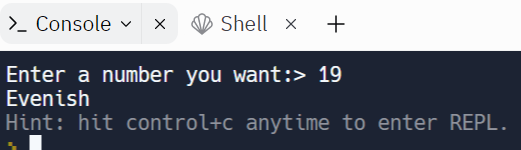 >_ Console
Shell
Enter a number you want:> 19
Evenish
Hint: hit control+c anytime to enter REPL.